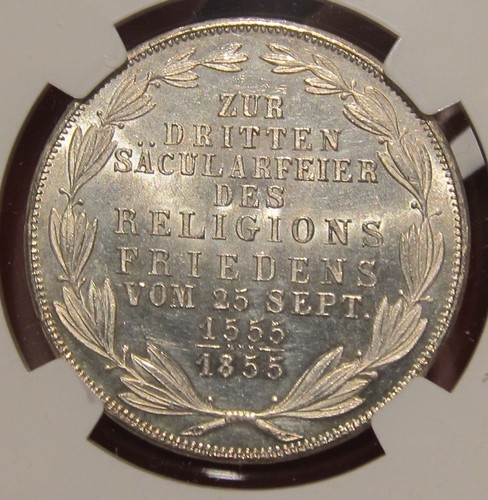 ZUR
DRITTEN
SÄCULARFEIER
DES
RELIGIONS
FRIEDENS
VOM 25 SEPT.
1555
1855